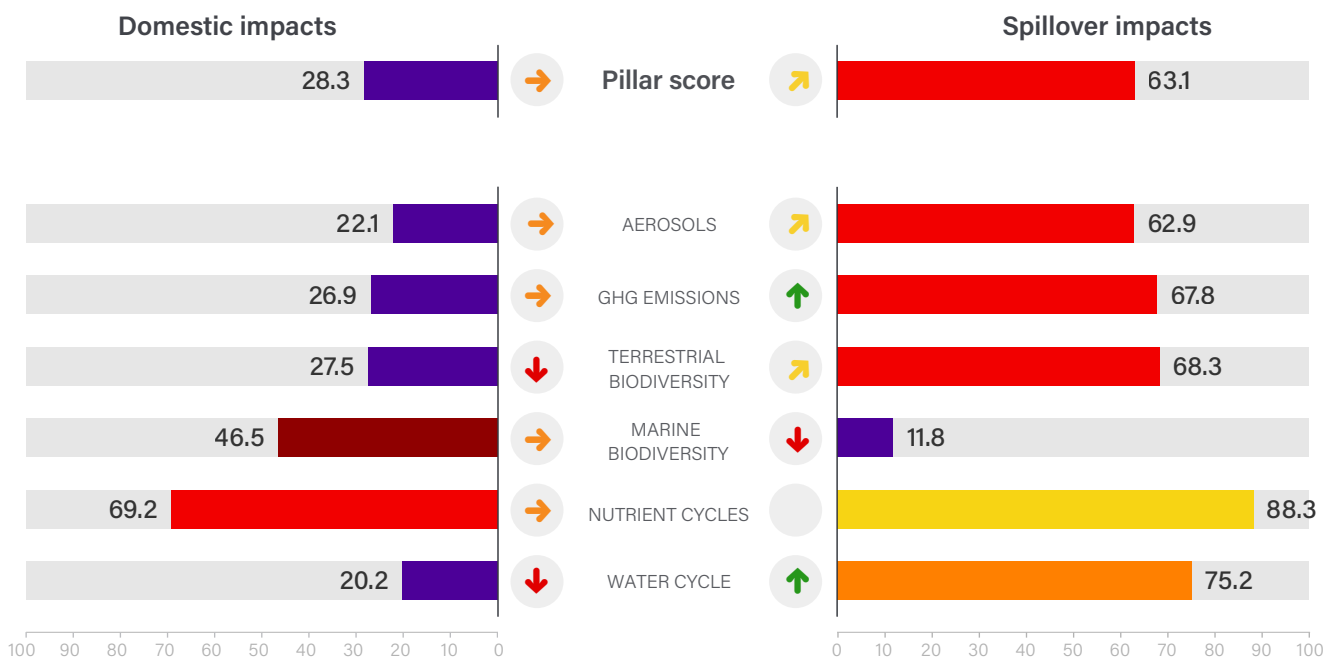 Domestic impacts
Spillover impacts
28.3
Pillar score
63.1
22.1
AEROSOLS
62.9
26.9
GHG EMISSIONS
67.8
27.5
TERRESTRIAL
BIODIVERSITY
68.3
46.5
MARINE
BIODIVERSITY
11.8
69.2
NUTRIENT CYCLES
88.3
20.2
WATER CYCLE
75.2
100 90 80 70 60 50 40 30 20 10 0
0 10 20 30 40 50 60 70 80 90 100